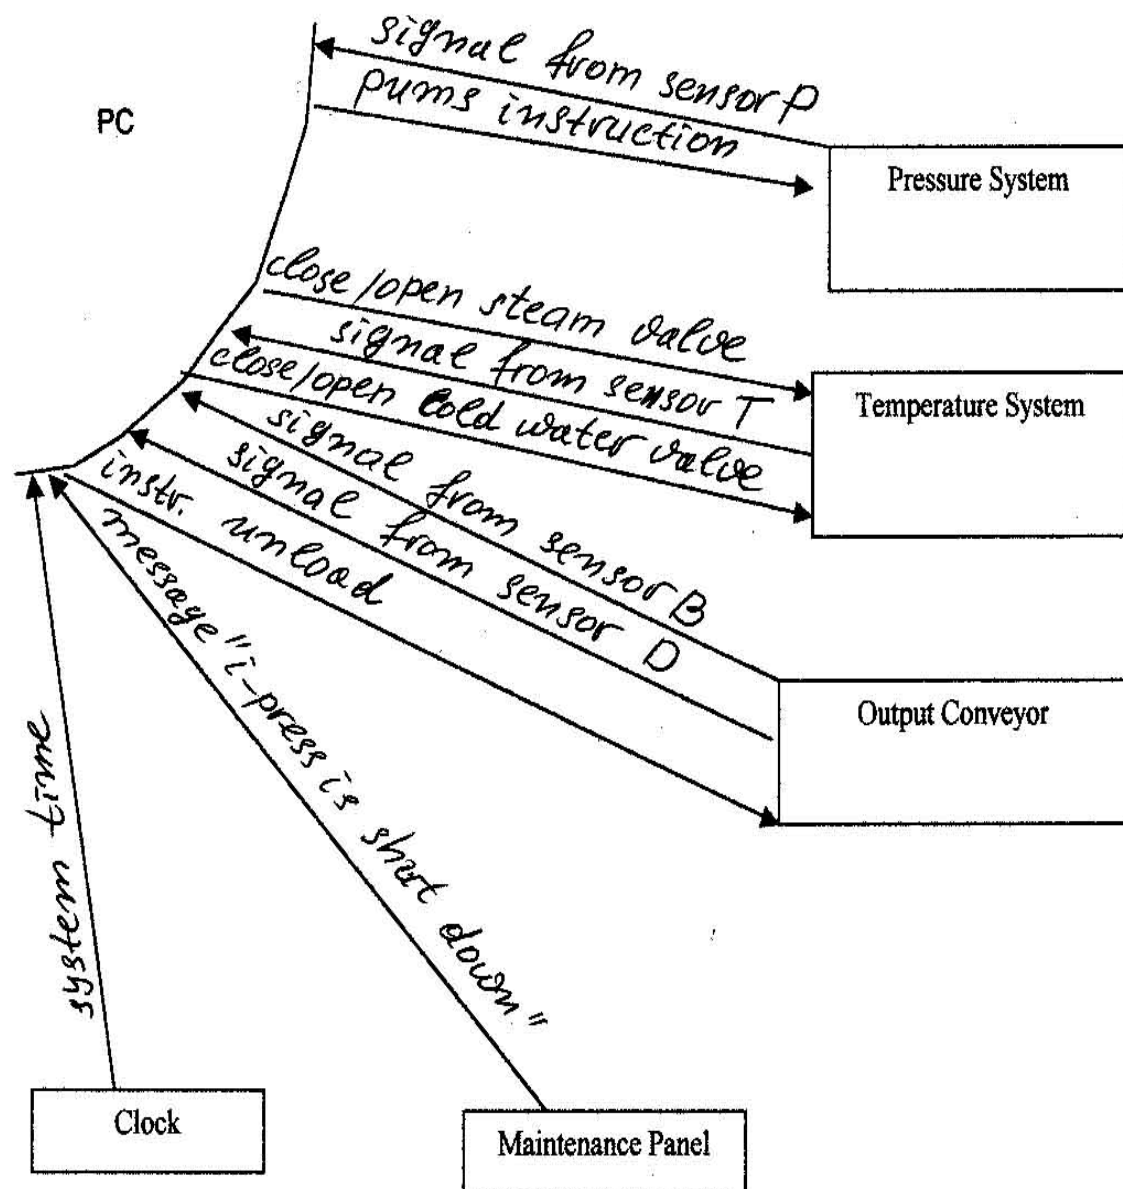 signal from sensor P
PC
pums instruction
Pressure System
close/open steam valve
signal from sensor T
close/open cold water valve
Temperature System
signal from sensor B
signal from sensor D
instr. unload
Output Conveyor
message "i-press is shut down"
system time
Clock
Maintenance Panel